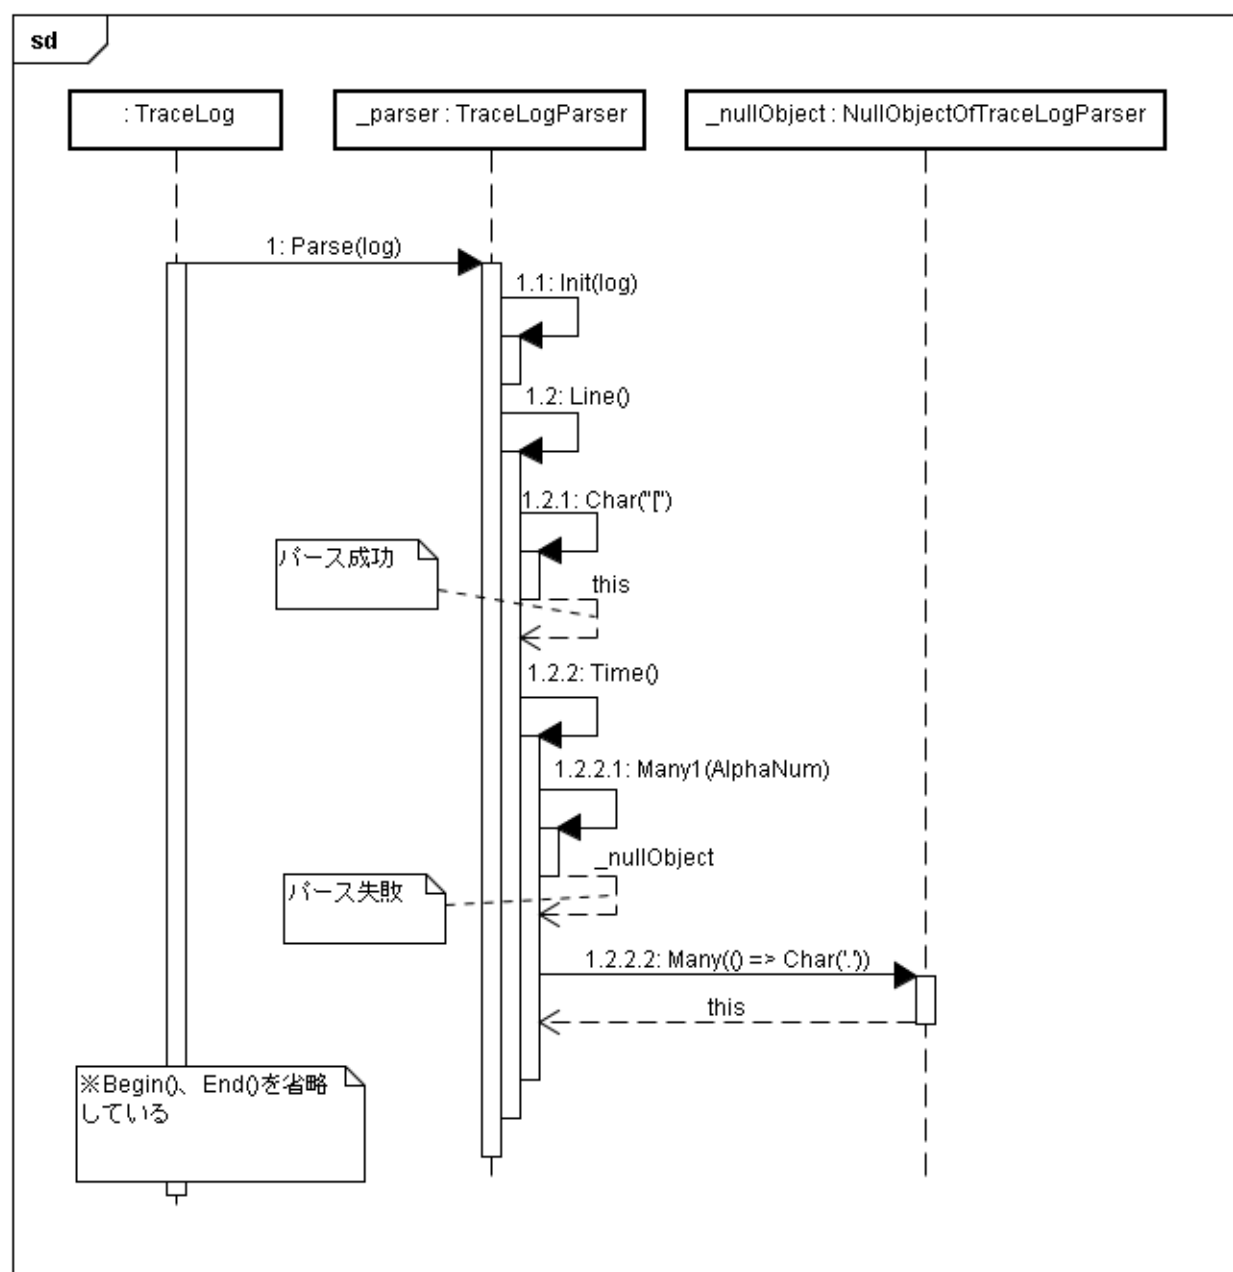 sd
: TraceLog
_parser : TraceLogParser
_nullObject : NullObjectOfTraceLogParser
1: Parse(log)
1.1: Init(log)
1.2: Line()
1.2.1: Char("[")
パース成功
this
1.2.2: Time()
1.2.2.1: Many1(AlphaNum)
_nullObject
パース失敗
1.2.2.2: Many(() => Char('.'))
this
※Begin()、End()を省略
している